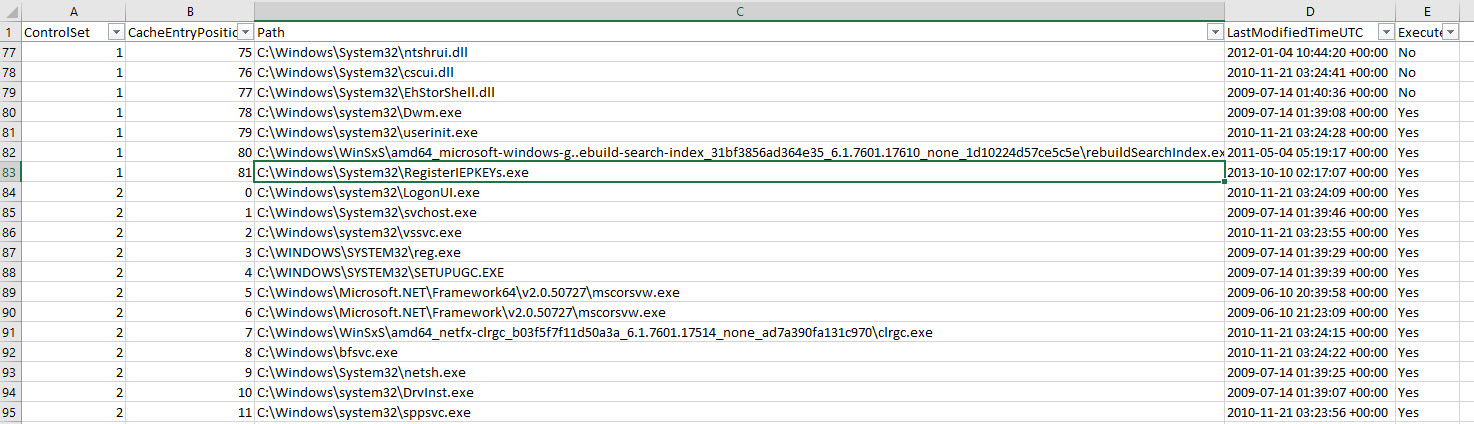 A B C D E
1 ControlSet CacheEntryPositio Path LastModifiedTimeUTC Execute
77 1 75 C:\Windows\System32\ntshrui.dll 2012-01-04 10:44:20 +00:00 No
78 1 76 C:\Windows\System32\cscui.dll 2010-11-21 03:24:41 +00:00 No
79 1 77 C:\Windows\System32\EhStorShell.dll 2009-07-14 01:40:36 +00:00 No
80 1 78 C:\Windows\system32\Dwm.exe 2009-07-14 01:39:08 +00:00 Yes
81 1 79 C:\Windows\system32\userinit.exe 2010-11-21 03:24:28 +00:00 Yes
82 1 80 C:\Windows\WinSxS\amd64_microsoft-windows-g..ebuild-search-index_31bf3856ad364e35_6.1.7601.17610_none_1d10224d57ce5c5e\rebuildSearchIndex.ex 2011-05-04 05:19:17 +00:00 Yes
83 1 81 C:\Windows\System32\RegisterIEPKEYs.exe 2013-10-10 02:17:07 +00:00 Yes
84 2 0 C:\Windows\system32\LogonUI.exe 2010-11-21 03:24:09 +00:00 Yes
85 2 1 C:\Windows\System32\svchost.exe 2009-07-14 01:39:46 +00:00 Yes
86 2 2 C:\Windows\system32\vssvc.exe 2010-11-21 03:23:55 +00:00 Yes
87 2 3 C:\WINDOWS\SYSTEM32\reg.exe 2009-07-14 01:39:29 +00:00 Yes
88 2 4 C:\WINDOWS\SYSTEM32\SETUPUGC.EXE 2009-07-14 01:39:39 +00:00 Yes
89 2 5 C:\Windows\Microsoft.NET\Framework64\v2.0.50727\mscorsvw.exe 2009-06-10 20:39:58 +00:00 Yes
90 2 6 C:\Windows\Microsoft.NET\Framework\v2.0.50727\mscorsvw.exe 2009-06-10 21:23:09 +00:00 Yes
91 2 7 C:\Windows\WinSxS\amd64_netfx-clrgc_b03f5f7f11d50a3a_6.1.7601.17514_none_ad7a390fa131c970\clrgc.exe 2010-11-21 03:24:15 +00:00 Yes
92 2 8 C:\Windows\bfsvc.exe 2010-11-21 03:24:22 +00:00 Yes
93 2 9 C:\Windows\System32\netsh.exe 2009-07-14 01:39:25 +00:00 Yes
94 2 10 C:\Windows\system32\DrvInst.exe 2009-07-14 01:39:07 +00:00 Yes
95 2 11 C:\Windows\system32\sppsvc.exe 2010-11-21 03:23:56 +00:00 Yes